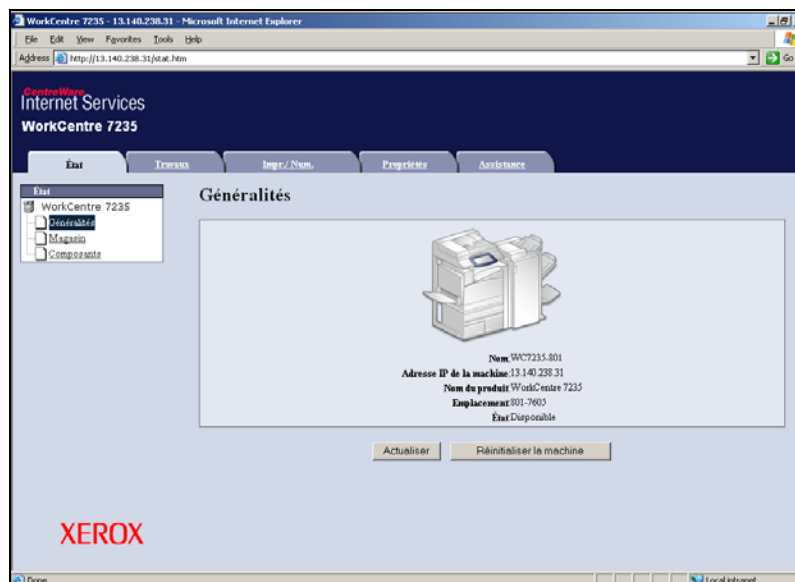 WorkCentre 7235 - 13.140.238.31 - Microsoft Internet Explorer
File Edit View Favorites Tools Help
Address http://13.140.238.31/stat.htm Go
CentreWare
Internet Services
WorkCentre 7235
État Travaux Impr./Num. Propriétés Assistance
État
WorkCentre 7235
Généralités
Magasin
Composants
Généralités
Nom:WC7235-801
Adresse IP de la machine:13.140.238.31
Nom du produit:WorkCentre 7235
Emplacement:801-7605
État:Disponible
Actualiser Réinitialiser la machine
XEROX
Done Local intranet